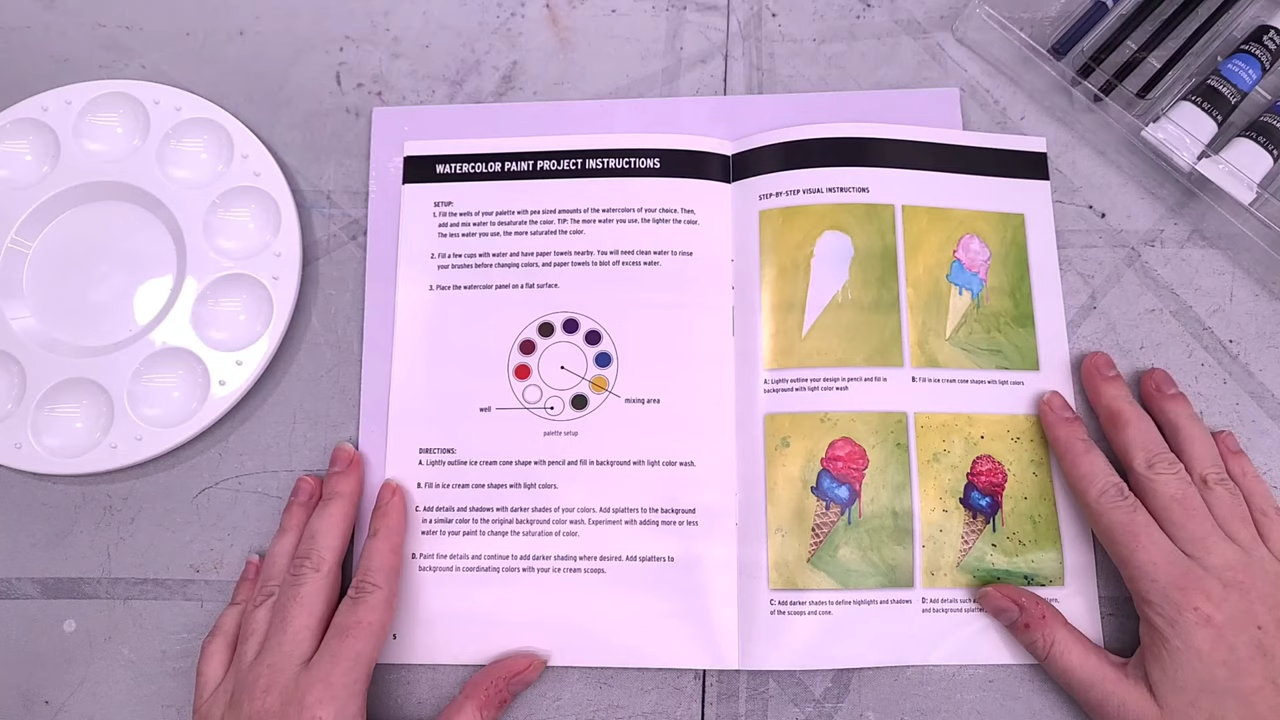 WATERCOLOR PAINT PROJECT INSTRUCTIONS
SETUP:
1. Fill the wells of your palette with pea sized amounts of the watercolors of your choice. Then,
add and mix water to desaturate the color. TIP: The more water you use, the lighter the color.
The less water you use, the more saturated the color.
2. Fill a few cups with water and have paper towels nearby. You will need clean water to rinse
your brushes before changing colors, and paper towels to blot off excess water.
3. Place the watercolor panel on a flat surface.
well
mixing area
palette setup
DIRECTIONS:
A. Lightly outline ice cream cone shape with pencil and fill in background with light color wash.
B. Fill in ice cream cone shapes with light colors.
C. Add details and shadows with darker shades of your colors. Add splatters to the background
in a similar color to the original background color wash. Experiment with adding more or less
water to your paint to change the saturation of color.
D. Paint fine details and continue to add darker shading where desired. Add splatters to
background in coordinating colors with your ice cream scoops.
5
STEP-BY-STEP VISUAL INSTRUCTIONS
A: Lightly outline your design in pencil and fill in
background with light color wash
B: Fill in ice cream cone shapes with light colors
C: Add darker shades to define highlights and shadows
of the scoops and cone.
D: Add details such
and background
WATERCOLOR
COBALT BLUE
BLEU COBALT
AQUARELLE